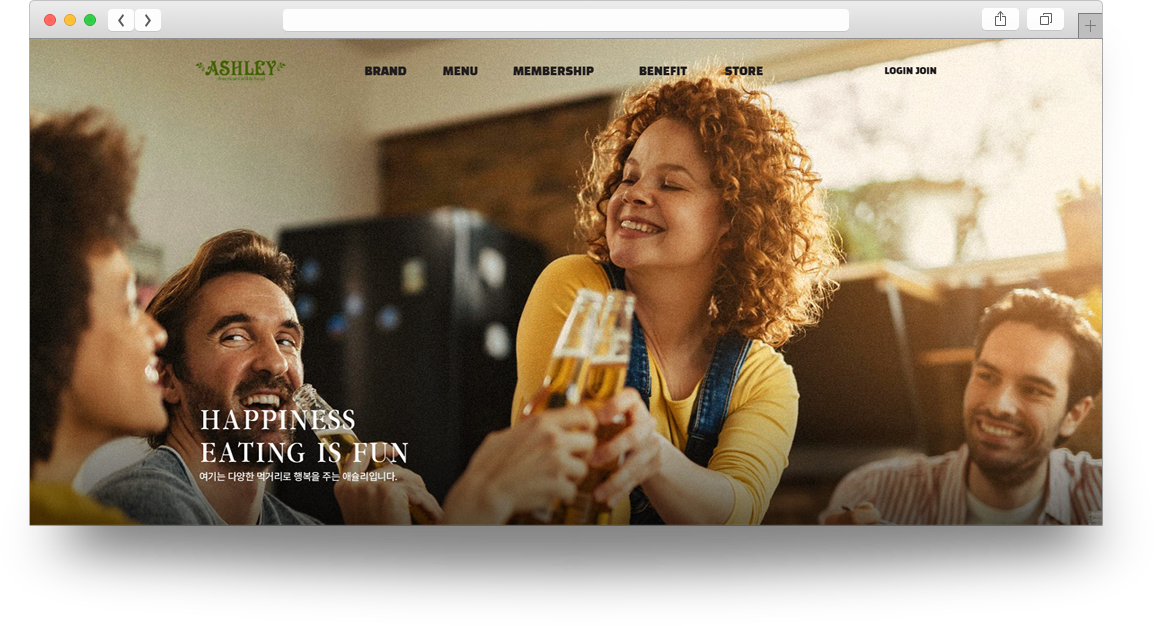 ASHLEY
BRAND MENU MEMBERSHIP BENEFIT STORE LOGIN JOIN
HAPPINESS
EATING IS FUN
여기는 다양한 먹거리로 행복을 주는 애슐리입니다.